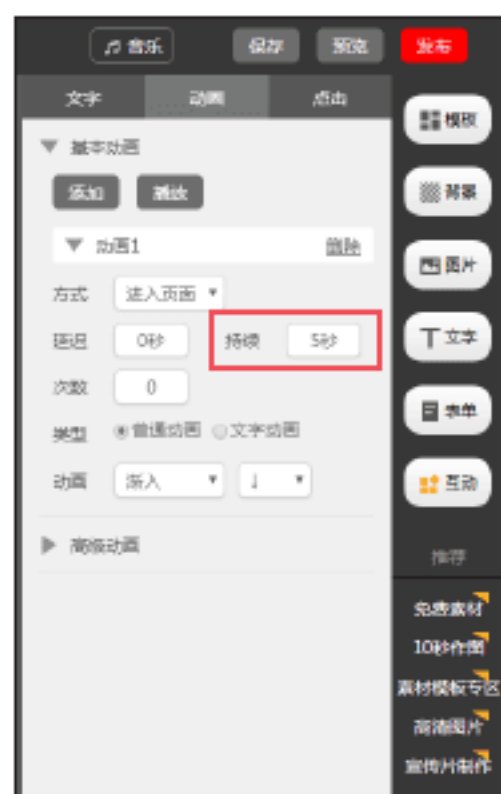 音乐 保存 预览 发布
文字 动画 点击
基本动画
添加 播放
动画1 删除
方式 进入页面
延迟 0秒 持续 5秒
次数 0
类型 普通动画 文字动画
动画 渐入 ↓
高级动画
模板
背景
图片
文字
表单
互动
推荐
免费素材
10秒作图
素材模板专区
高清图片
宣传片制作